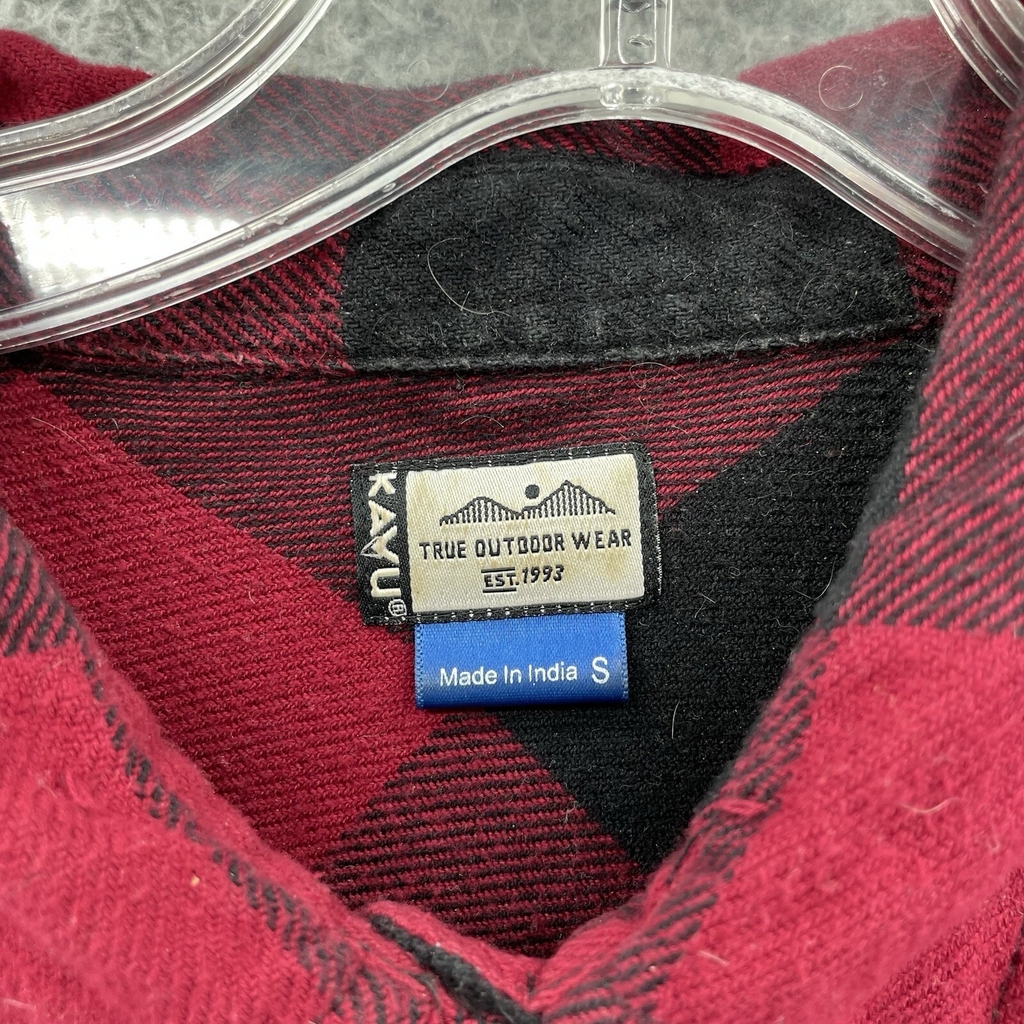 KAVU®
TRUE OUTDOOR WEAR
EST. 1993
Made In India S